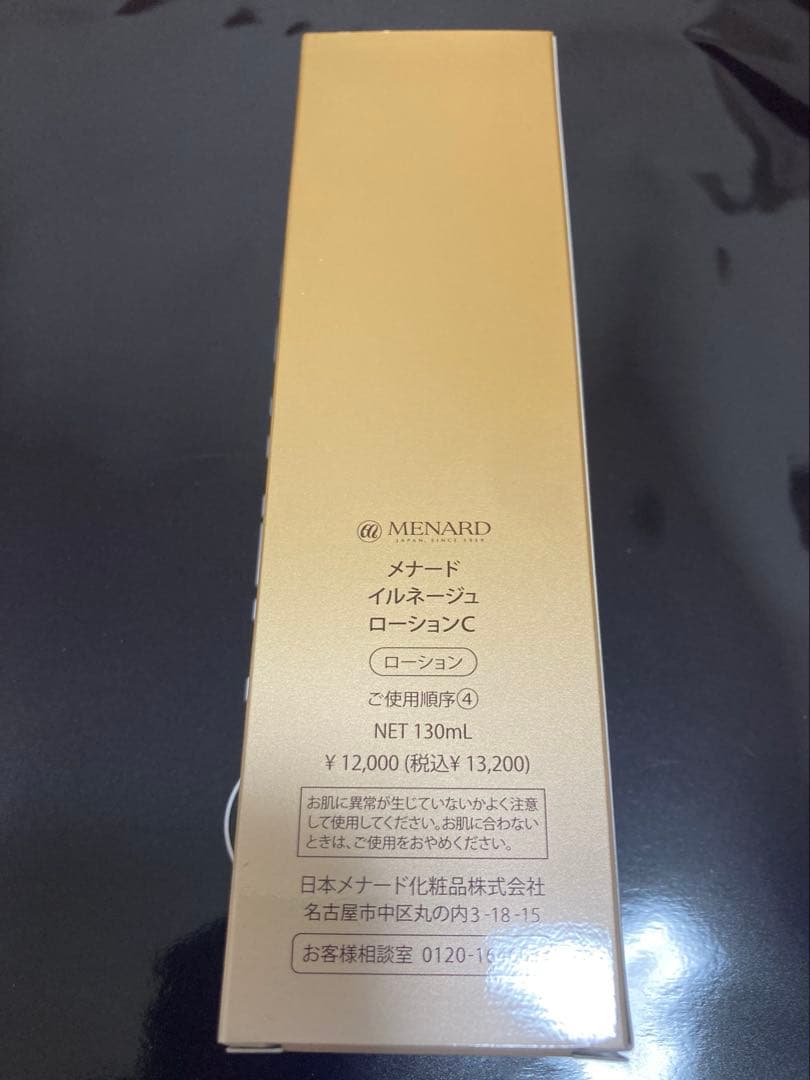 MENARD
JAPAN, SINCE 1959
メナード
イルネージュ
ローションC
ローション
ご使用順序④
NET 130mL
¥12,000 (税込¥13,200)
お肌に異常が生じていないかよく注意
して使用してください。お肌に合わない
ときは、ご使用をおやめください。
日本メナード化粧品株式会社
名古屋市中区丸の内3-18-15
お客様相談室 0120-